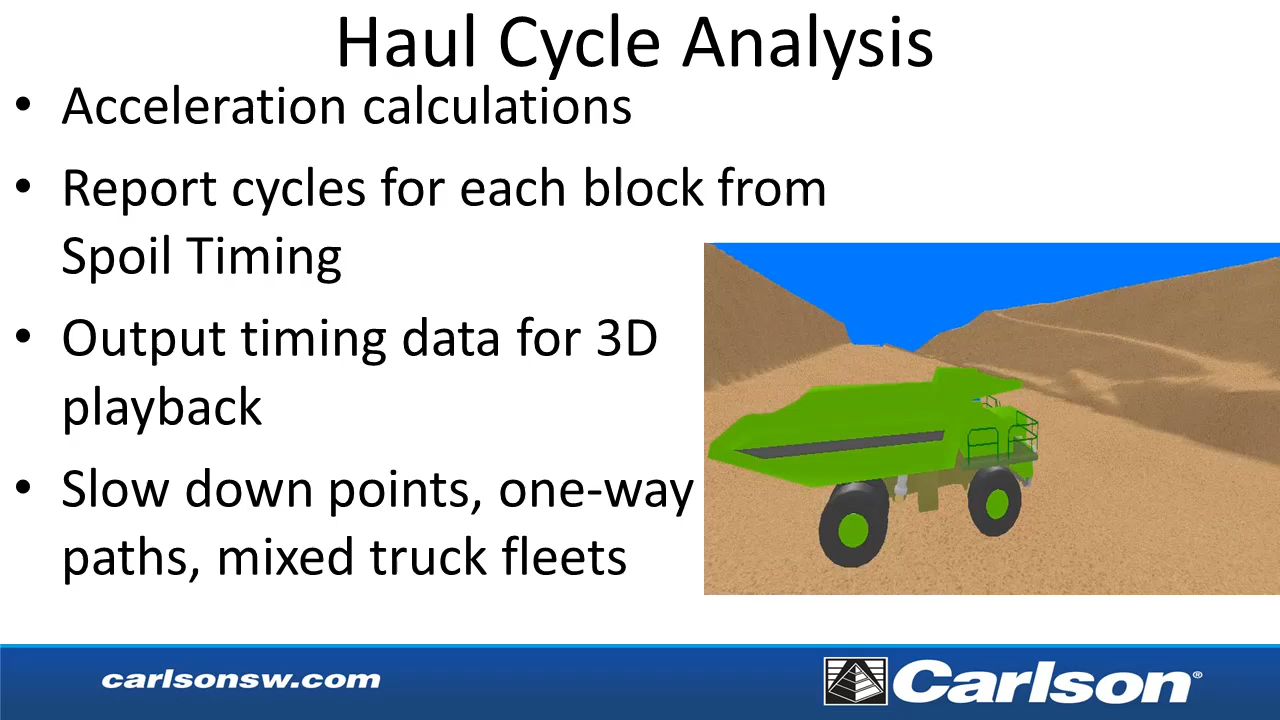 Haul Cycle Analysis
• Acceleration calculations
• Report cycles for each block from
Spoil Timing
• Output timing data for 3D
playback
• Slow down points, one-way
paths, mixed truck fleets
carlsonsw.com
Carlson®